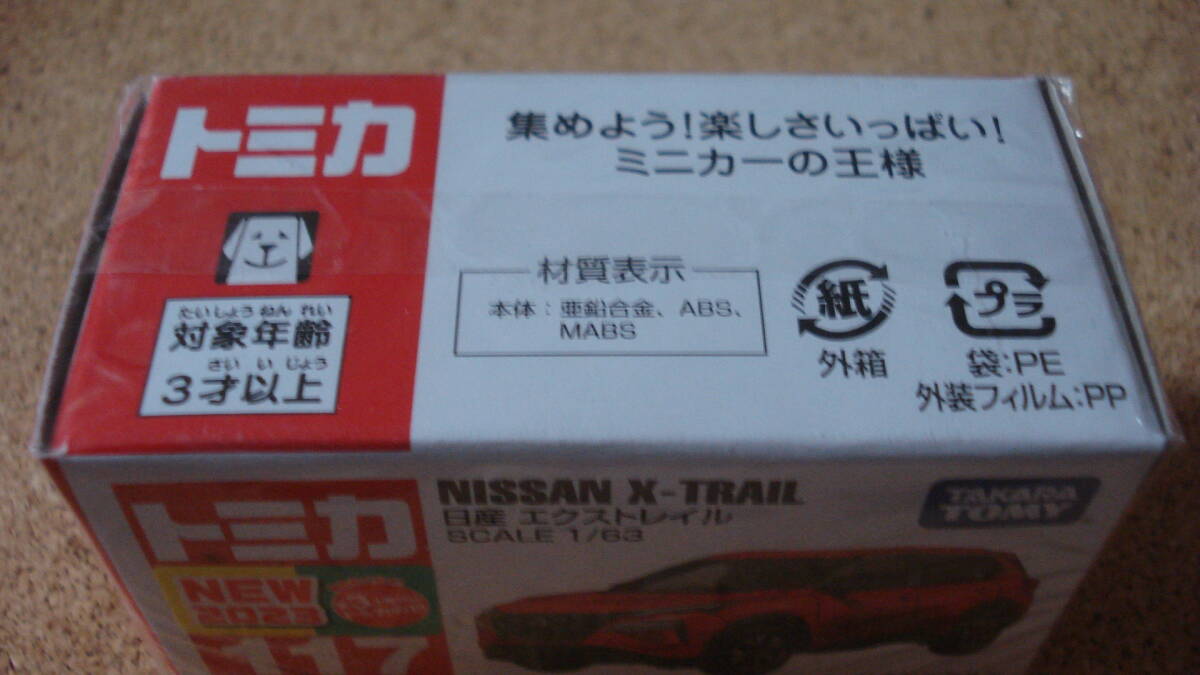 トミカ
集めよう!楽しさいっぱい!
ミニカーの王様
たいしょうねんれい
対象年齢
さいいじょう
3才以上
材質表示
本体:亜鉛合金、ABS、
MABS
紙
外箱
プラ
袋:PE
外装フィルム:PP
トミカ
NEW
2023
117
NISSAN X-TRAIL
日産 エクストレイル
SCALE 1/63
TAKARA
TOMY